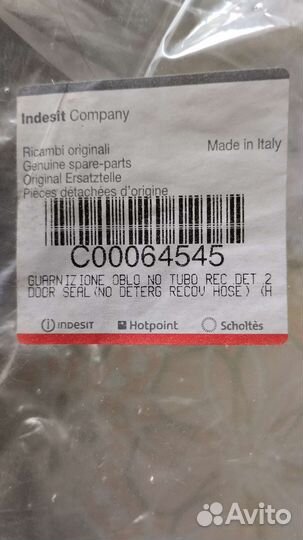 Indesit Company
Ricambi originali Made in Italy
Genuine spare-parts
Original Ersatzteile
Pièces détachées d'origine
C00064545
GUARNIZIONE OBLO NO TUBO REC DET 2
DOOR SEAL(NO DETERG RECOV HOSE) (H
INDESIT Hotpoint Scholtès
Avito